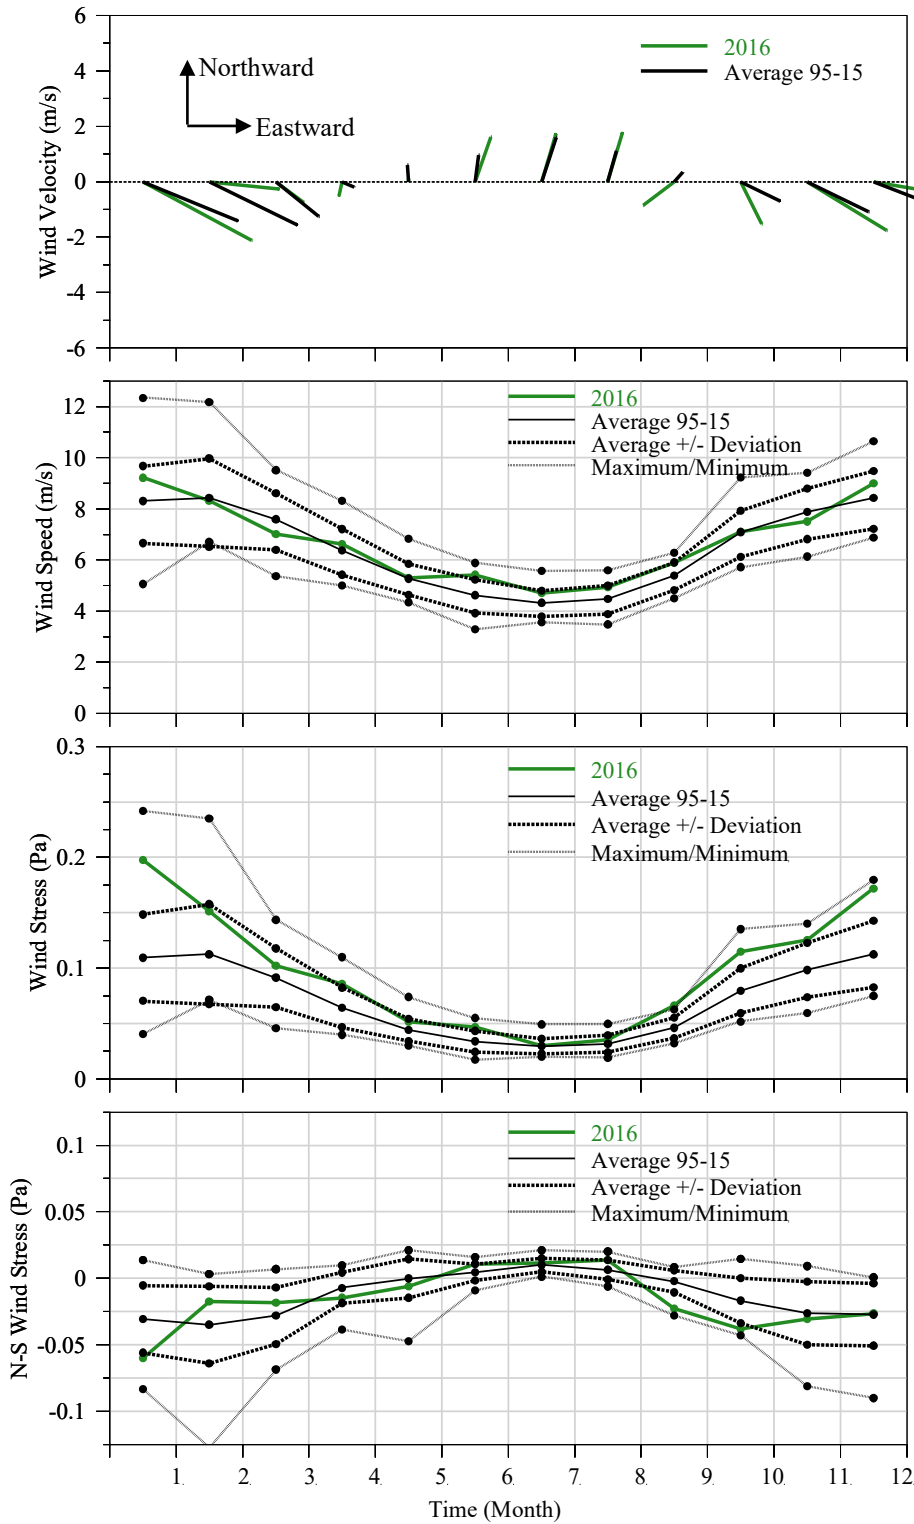 6
4
2
0
-2
-4
-6
Wind Velocity (m/s)
Northward
Eastward
2016
Average 95-15
12
10
8
6
4
2
0
Wind Speed (m/s)
2016
Average 95-15
Average +/- Deviation
Maximum/Minimum
0.3
0.2
0.1
0
Wind Stress (Pa)
2016
Average 95-15
Average +/- Deviation
Maximum/Minimum
0.1
0.05
0
-0.05
-0.1
N-S Wind Stress (Pa)
2016
Average 95-15
Average +/- Deviation
Maximum/Minimum
1. 2. 3. 4. 5. 6. 7. 8. 9. 10. 11. 12.
Time (Month)